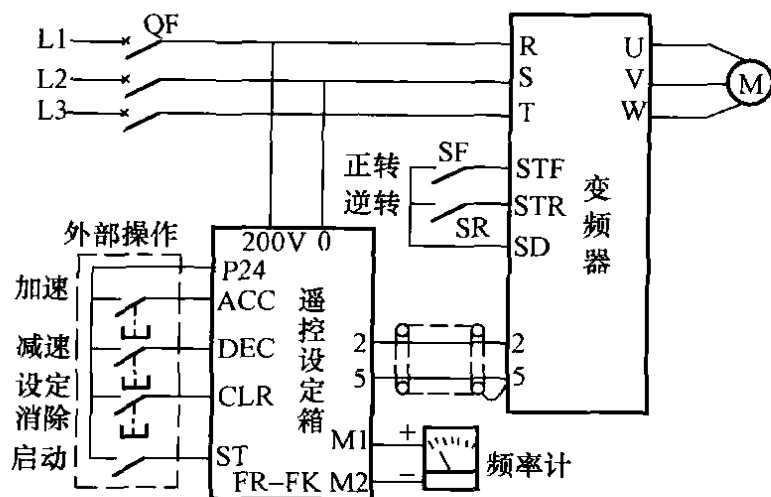 L1 QF R U
L2 S V M
L3 T W
正转 SF STF
逆转 SR STR
SD
变频器
外部操作
200V 0
P24
加速 ACC
减速 DEC
设定消除 CLR
启动 ST
遥控设定箱
2 2
5 5
M1 +
M2 −
频率计
FR-FK